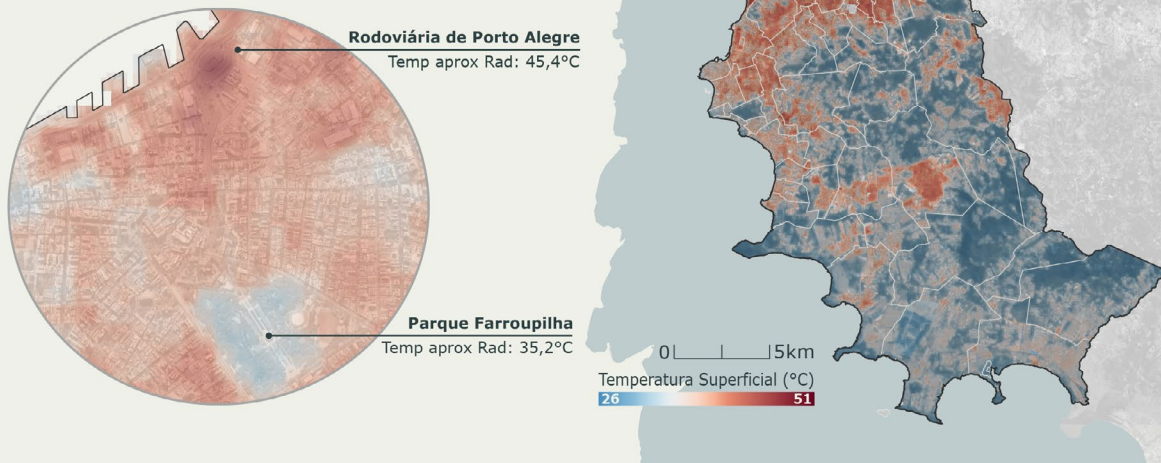 Rodoviária de Porto Alegre
Temp aprox Rad: 45,4°C
Parque Farroupilha
Temp aprox Rad: 35,2°C
0 5km
Temperatura Superficial (°C)
26 51